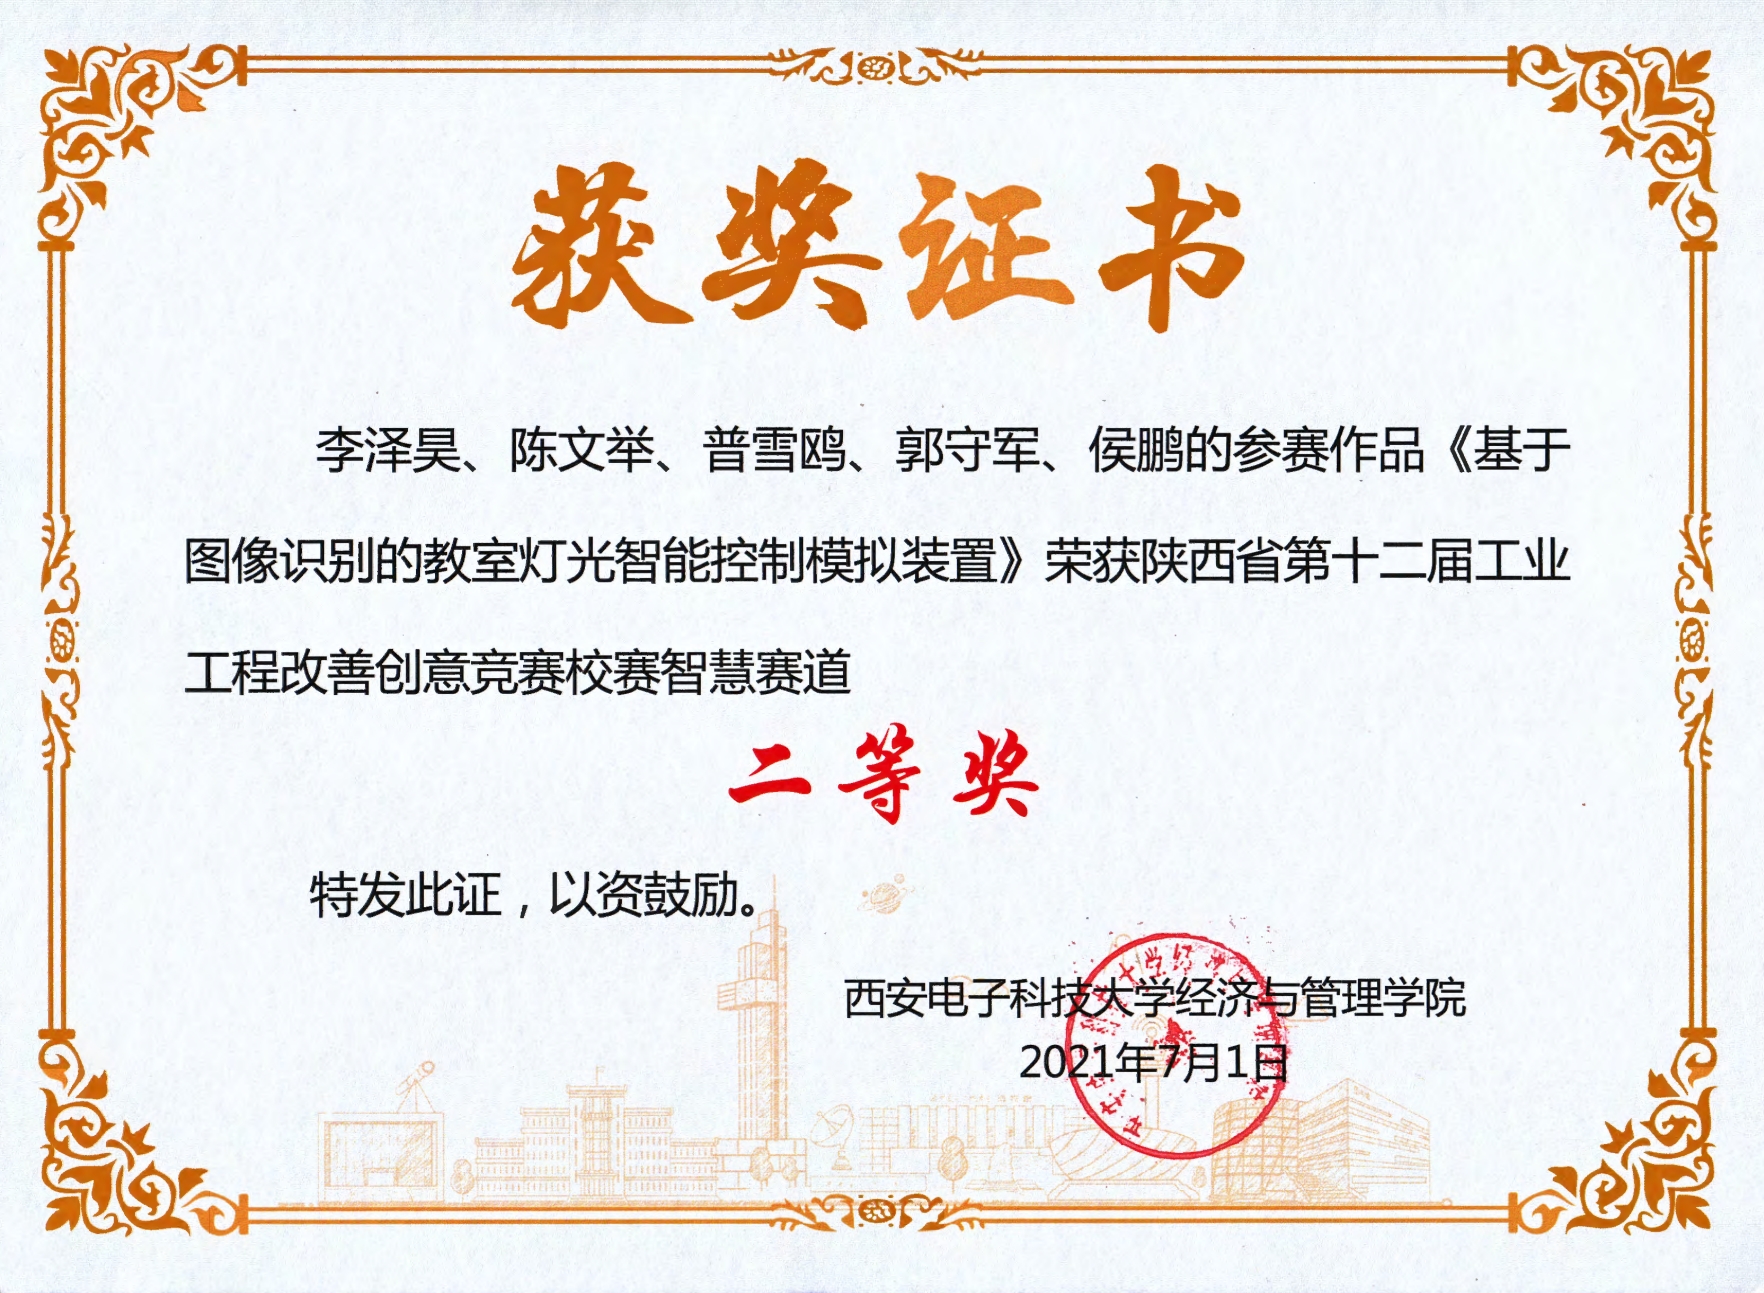 获奖证书
李泽昊、陈文举、普雪鸥、郭守军、侯鹏的参赛作品《基于
图像识别的教室灯光智能控制模拟装置》荣获陕西省第十二届工业
工程改善创意竞赛校赛智慧赛道
二等奖
特发此证，以资鼓励。
西安电子科技大学经济与管理学院
2021年7月1日